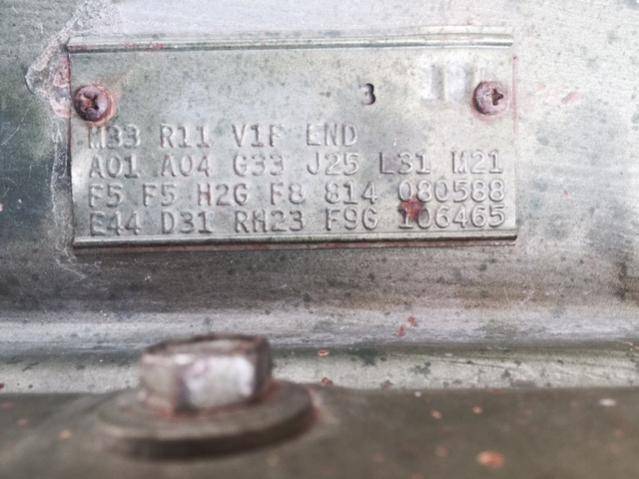 3
M33 R11 V1F END
A01 A04 G33 J25 L31 M21
F5 F5 H2G F8 814 080588
E44 D31 RH23 F9G 106465